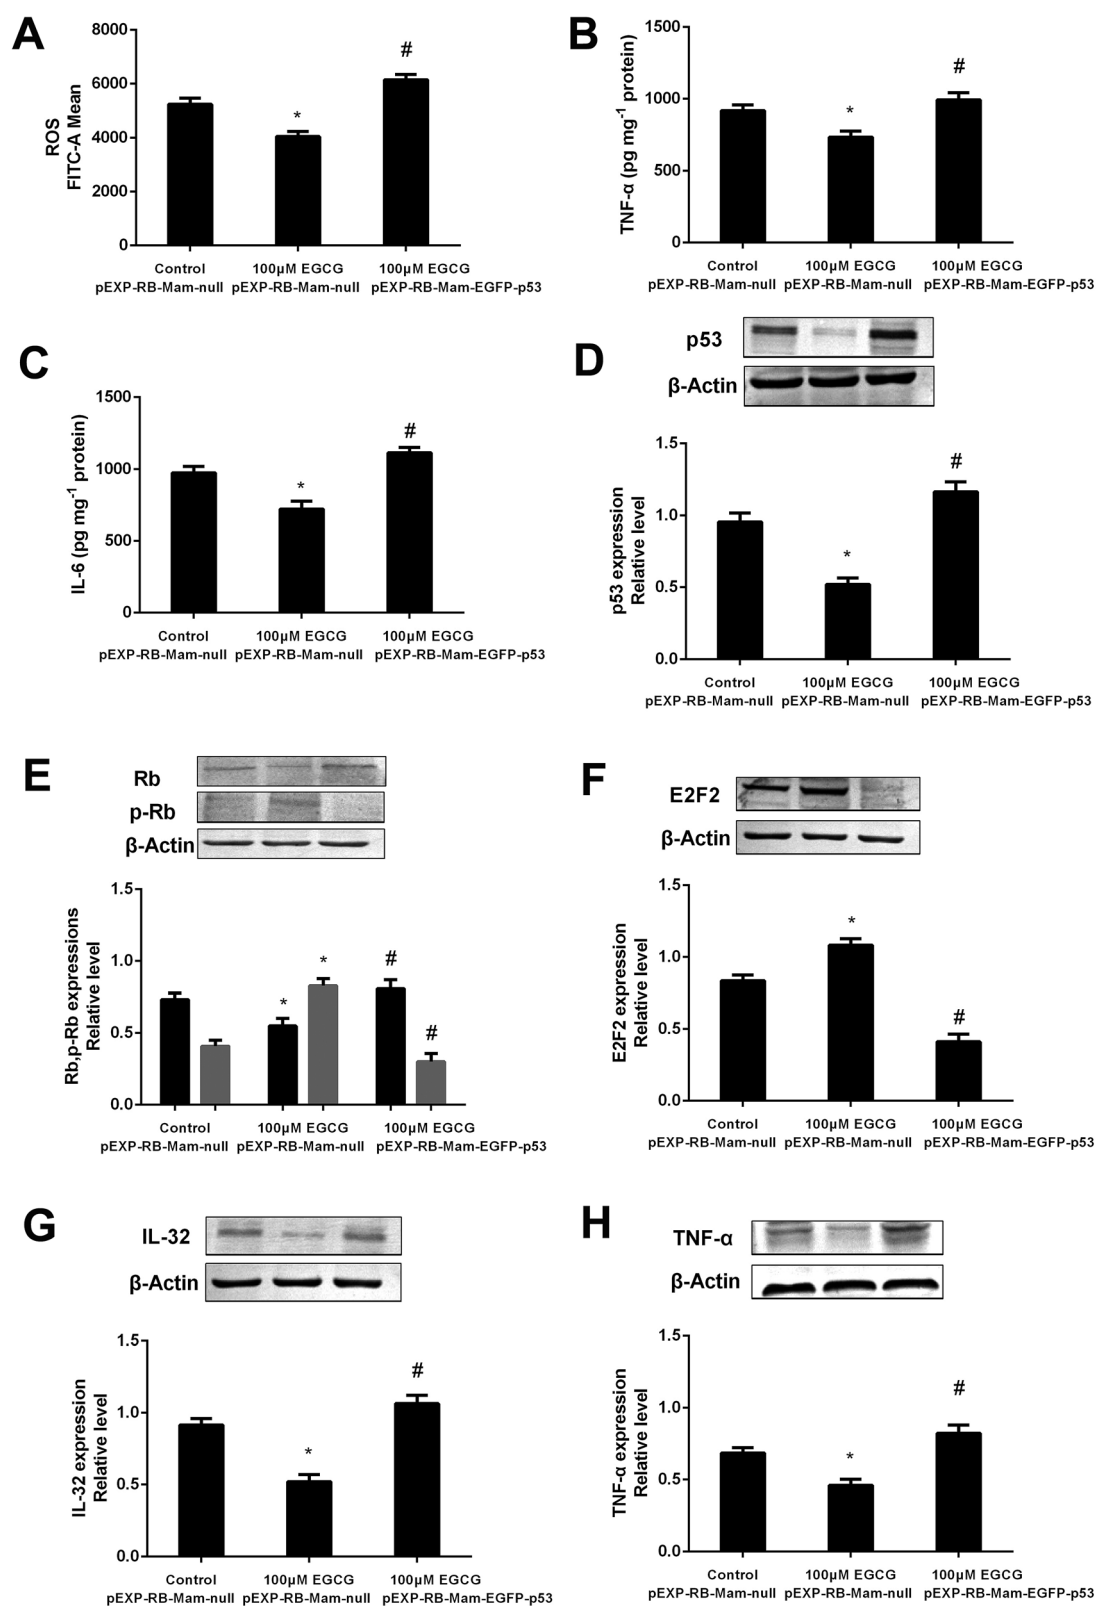 A
8000
6000
4000
2000
0
ROS
FITC-A Mean
*
#
Control
pEXP-RB-Mam-null
100μM EGCG
pEXP-RB-Mam-null
100μM EGCG
pEXP-RB-Mam-EGFP-p53
B
1500
1000
500
0
TNF-α (pg mg-1 protein)
*
#
Control
pEXP-RB-Mam-null
100μM EGCG
pEXP-RB-Mam-null
100μM EGCG
pEXP-RB-Mam-EGFP-p53
C
1500
1000
500
0
IL-6 (pg mg-1 protein)
*
#
Control
pEXP-RB-Mam-null
100μM EGCG
pEXP-RB-Mam-null
100μM EGCG
pEXP-RB-Mam-EGFP-p53
D
p53
β-Actin
1.5
1.0
0.5
0.0
p53 expression
Relative level
*
#
Control
pEXP-RB-Mam-null
100μM EGCG
pEXP-RB-Mam-null
100μM EGCG
pEXP-RB-Mam-EGFP-p53
E
Rb
p-Rb
β-Actin
1.5
1.0
0.5
0.0
Rb,p-Rb expressions
Relative level
*
*
#
#
Control
pEXP-RB-Mam-null
100μM EGCG
pEXP-RB-Mam-null
100μM EGCG
pEXP-RB-Mam-EGFP-p53
F
E2F2
β-Actin
1.5
1.0
0.5
0.0
E2F2 expression
Relative level
*
#
Control
pEXP-RB-Mam-null
100μM EGCG
pEXP-RB-Mam-null
100μM EGCG
pEXP-RB-Mam-EGFP-p53
G
IL-32
β-Actin
1.5
1.0
0.5
0.0
IL-32 expression
Relative level
*
#
Control
pEXP-RB-Mam-null
100μM EGCG
pEXP-RB-Mam-null
100μM EGCG
pEXP-RB-Mam-EGFP-p53
H
TNF-α
β-Actin
1.5
1.0
0.5
0.0
TNF-α expression
Relative level
*
#
Control
pEXP-RB-Mam-null
100μM EGCG
pEXP-RB-Mam-null
100μM EGCG
pEXP-RB-Mam-EGFP-p53